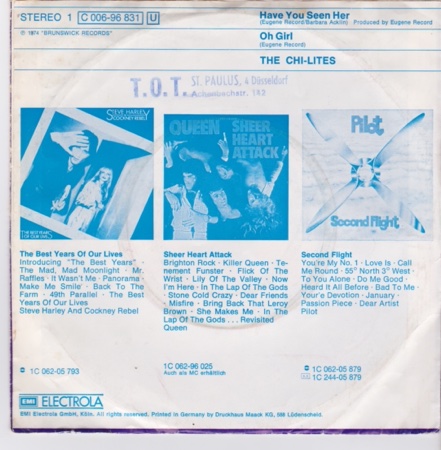 STEREO 1 C 006-96 831 U
℗ 1974 "BRUNSWICK RECORDS"
Have You Seen Her
(Eugene Record/Barbara Acklin) Produced by Eugene Record
Oh Girl
(Eugene Record)
THE CHI-LITES
T.O.T. ST. PAULUS, 4 Düsseldorf
142
STEVE HARLEY
COCKNEY REBEL
THE BEST YEARS OF OUR LIVES
QUEEN SHEER
HEART
ATTACK
Pilot
Second Flight
The Best Years Of Our Lives
Introducing "The Best Years" ·
The Mad, Mad Moonlight · Mr.
Raffles · It Wasn't Me · Panorama ·
Make Me Smile · Back To The
Farm · 49th Parallel · The Best
Years Of Our Lives
Steve Harley And Cockney Rebel
1C 062-05 793
Sheer Heart Attack
Brighton Rock · Killer Queen · Te-
nement Funster · Flick Of The
Wrist · Lily Of The Valley · Now
I'm Here · In The Lap Of The Gods
· Stone Cold Crazy · Dear Friends
· Misfire · Bring Back That Leroy
Brown · She Makes Me · In The
Lap Of The Gods ... Revisited
Queen
1C 062-96 025
Auch als MC erhältlich
Second Flight
You're My No. 1 · Love Is · Call
Me Round · 55° North 3° West ·
To You Alone · Do Me Good ·
Heard It All Before · Bad To Me ·
Your'e Devotion · January ·
Passion Piece · Dear Artist
Pilot
1C 062-05 879
1C 244-05 879
EMI ELECTROLA
EMI Electrola GmbH, Köln. All rights reserved. Printed in Germany by Druckhaus Maack KG, 588 Lüdenscheid.